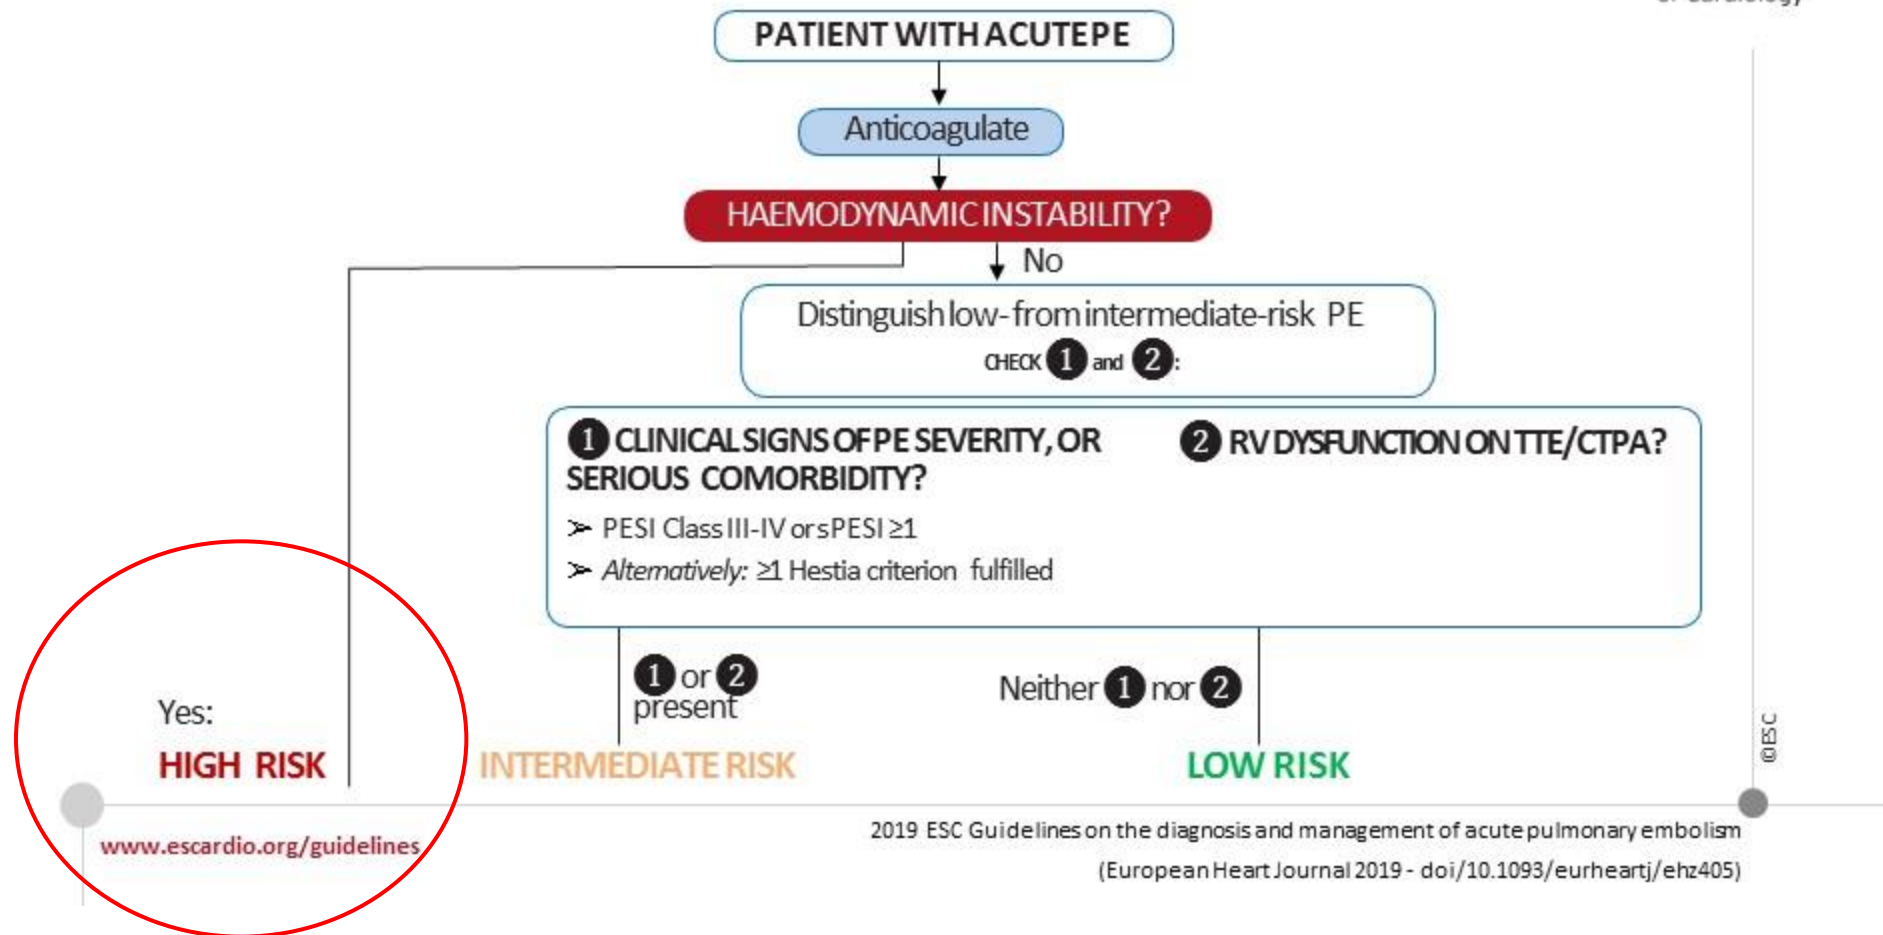 PATIENT WITH ACUTE PE
Anticoagulate
HAEMODYNAMIC INSTABILITY?
No
Distinguish low- from intermediate-risk PE
CHECK 1 and 2:
1 CLINICAL SIGNS OF PE SEVERITY, OR
SERIOUS COMORBIDITY?
➢ PESI Class III-IV or sPESI ≥1
➢ Alternatively: ≥1 Hestia criterion fulfilled
2 RV DYSFUNCTION ON TTE/CTPA?
1 or 2
present
Neither 1 nor 2
Yes:
HIGH RISK
INTERMEDIATE RISK
LOW RISK
©ESC
www.escardio.org/guidelines
2019 ESC Guidelines on the diagnosis and management of acute pulmonary embolism
(European Heart Journal 2019 - doi/10.1093/eurheartj/ehz405)